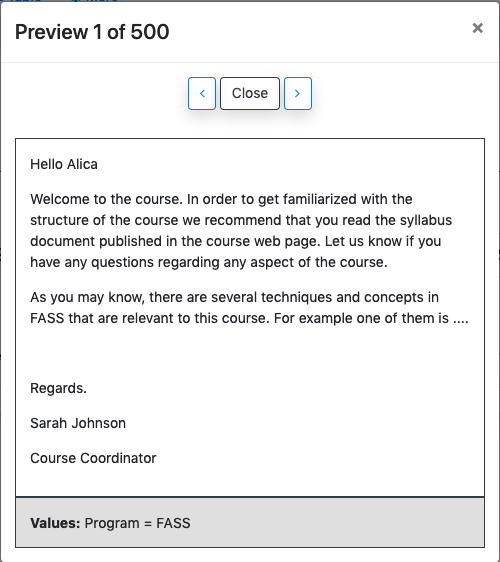 Preview 1 of 500
×
<
Close
>
Hello Alica
Welcome to the course. In order to get familiarized with the
structure of the course we recommend that you read the syllabus
document published in the course web page. Let us know if you
have any questions regarding any aspect of the course.
As you may know, there are several techniques and concepts in
FASS that are relevant to this course. For example one of them is ....
Regards.
Sarah Johnson
Course Coordinator
Values: Program = FASS